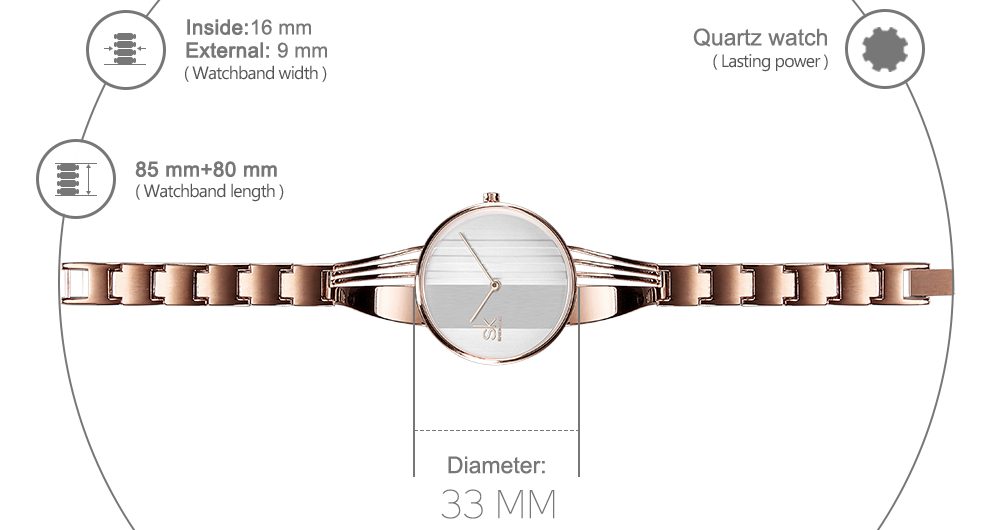 Inside:16 mm
External: 9 mm
( Watchband width )
Quartz watch
( Lasting power )
85 mm+80 mm
( Watchband length )
SK
Diameter:
33 MM